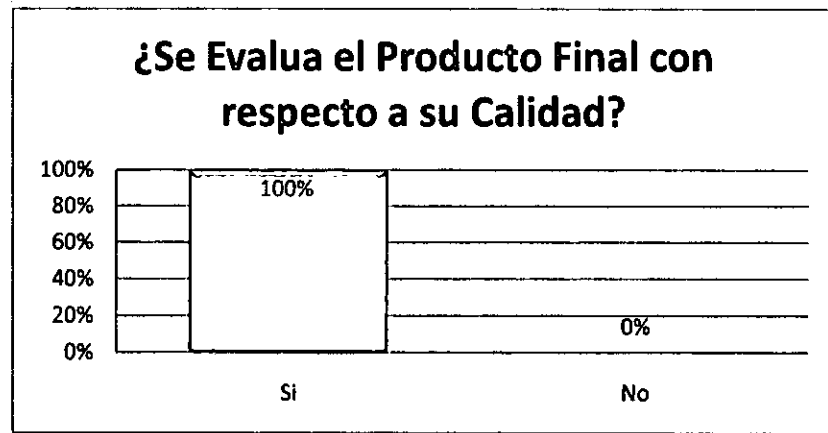 ¿Se Evalua el Producto Final con
respecto a su Calidad?
100%
100%
80%
60%
40%
20%
0%
0%
Si
No